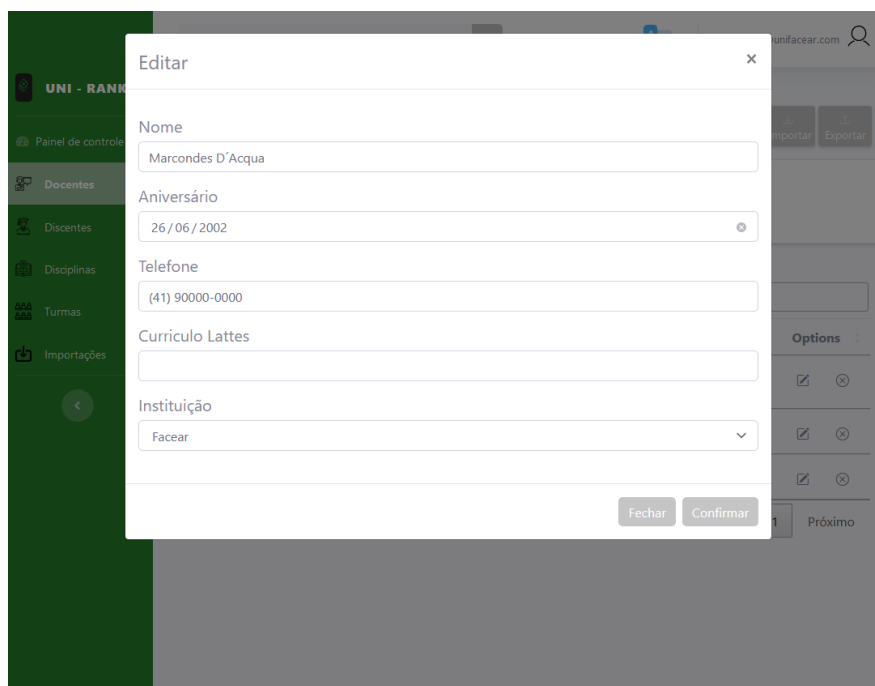 unifacear.com
Editar
×
UNI - RANK
Importar
Exportar
Nome
Painel de controle
Marcondes D´Acqua
Docentes
Aniversário
Discentes
26/06/2002
Telefone
Disciplinas
(41) 90000-0000
Turmas
Curriculo Lattes
Options
Importações
Instituição
Facear
Fechar
Confirmar
1
Próximo